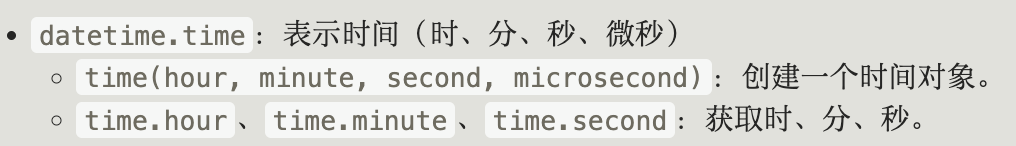 • datetime.time：表示时间（时、分、秒、微秒）
◦ time(hour, minute, second, microsecond)：创建一个时间对象。
◦ time.hour、time.minute、time.second：获取时、分、秒。